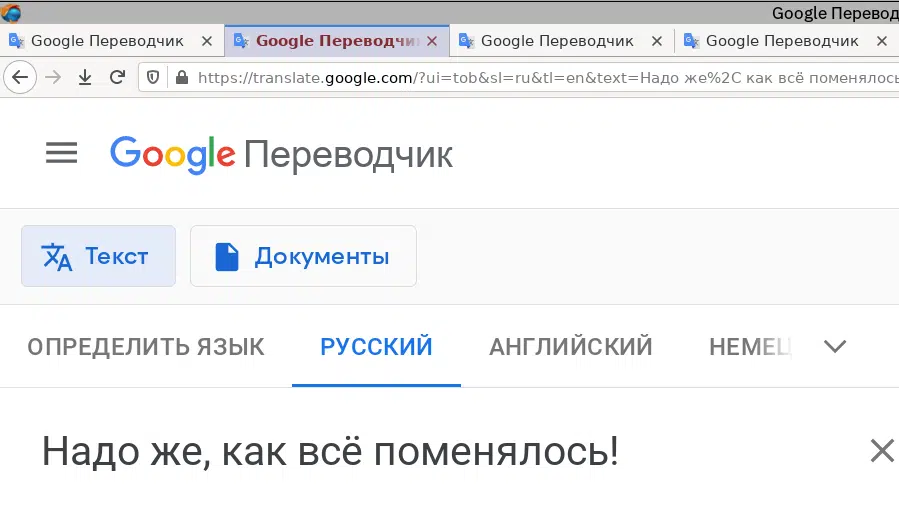 Google Перевод
Google Переводчик Google Переводчи Google Переводчик Google Переводчик
https://translate.google.com/?ui=tob&sl=ru&tl=en&text=Надо же%2C как всё поменялось
Google Переводчик
Текст Документы
ОПРЕДЕЛИТЬ ЯЗЫК РУССКИЙ АНГЛИЙСКИЙ НЕМЕЦ
Надо же, как всё поменялось!